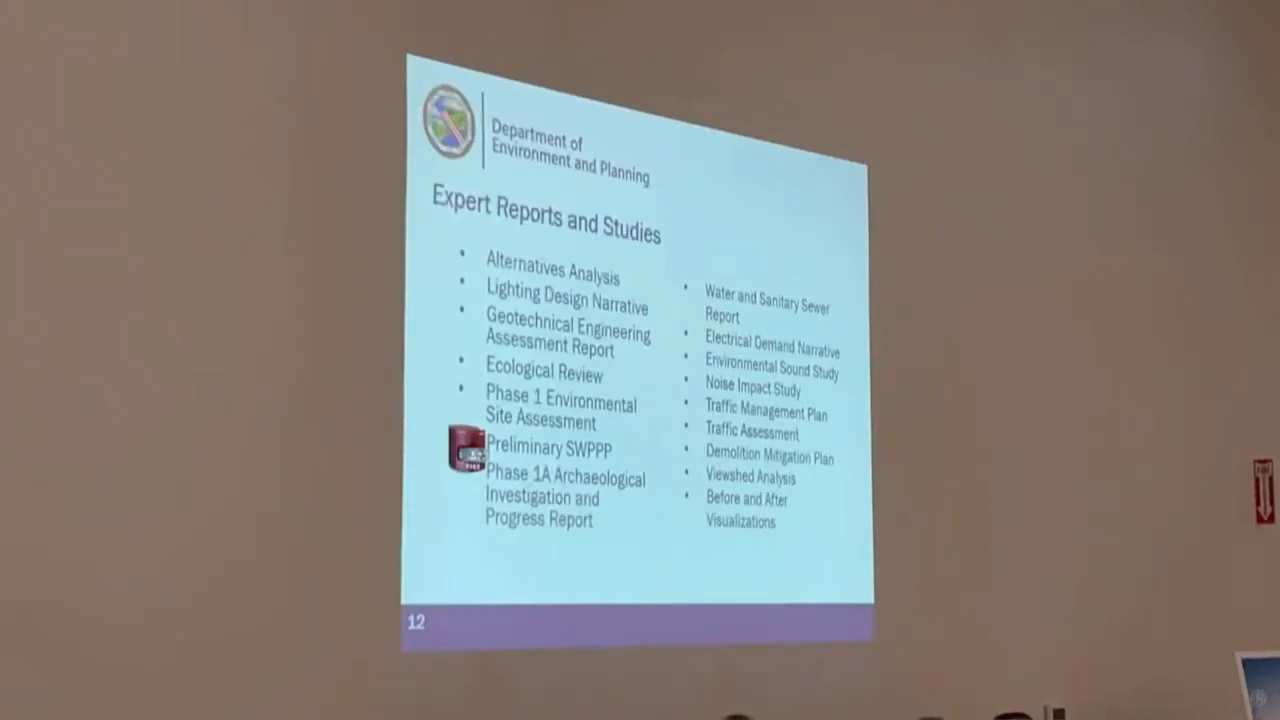 Department of
Environment and Planning
Expert Reports and Studies
• Alternatives Analysis
• Lighting Design Narrative
• Geotechnical Engineering
Assessment Report
• Ecological Review
• Phase 1 Environmental
Site Assessment
Preliminary SWPPP
Phase 1A Archaeological
Investigation and
Progress Report
• Water and Sanitary Sewer
Report
• Electrical Demand Narrative
• Environmental Sound Study
• Noise Impact Study
• Traffic Management Plan
• Traffic Assessment
• Demolition Mitigation Plan
• Viewshed Analysis
• Before and After
Visualizations
12